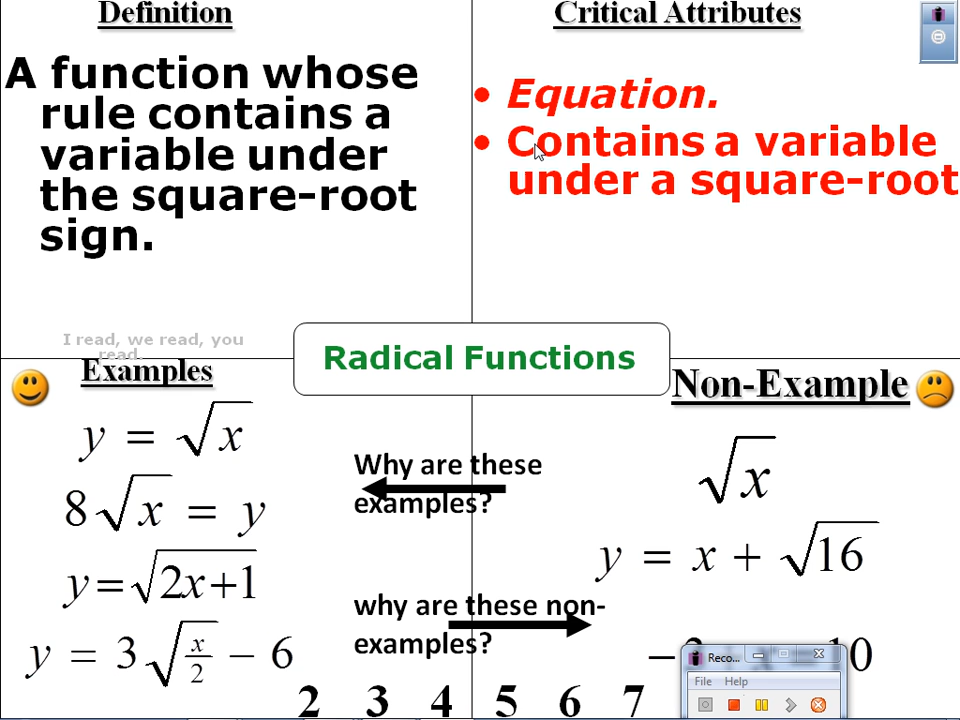 Definition
A function whose
rule contains a
variable under
the square-root
sign.
I read, we read, you
read.
Critical Attributes
• Equation.
• Contains a variable
under a square-root
Radical Functions
Examples
y = √x
8√x = y
y = √(2x+1)
y = 3√(x/2) − 6
Why are these
examples?
why are these non-
examples?
Non-Example
√x
y = x + √16
Reco...
File Help
2 3 4 5 6 7